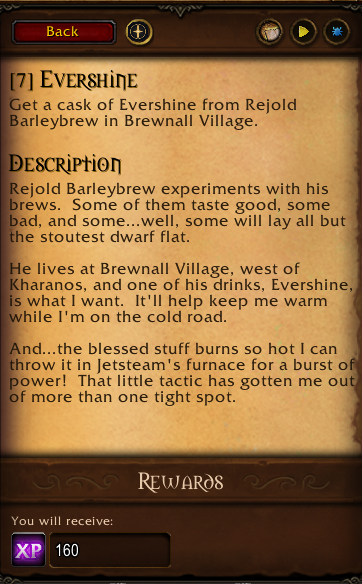 Back
[7] Evershine
Get a cask of Evershine from Rejold
Barleybrew in Brewnall Village.
Description
Rejold Barleybrew experiments with his
brews.  Some of them taste good, some
bad, and some...well, some will lay all but
the stoutest dwarf flat.
He lives at Brewnall Village, west of
Kharanos, and one of his drinks, Evershine,
is what I want.  It'll help keep me warm
while I'm on the cold road.
And...the blessed stuff burns so hot I can
throw it in Jetsteam's furnace for a burst of
power!  That little tactic has gotten me out
of more than one tight spot.
Rewards
You will receive:
XP 160